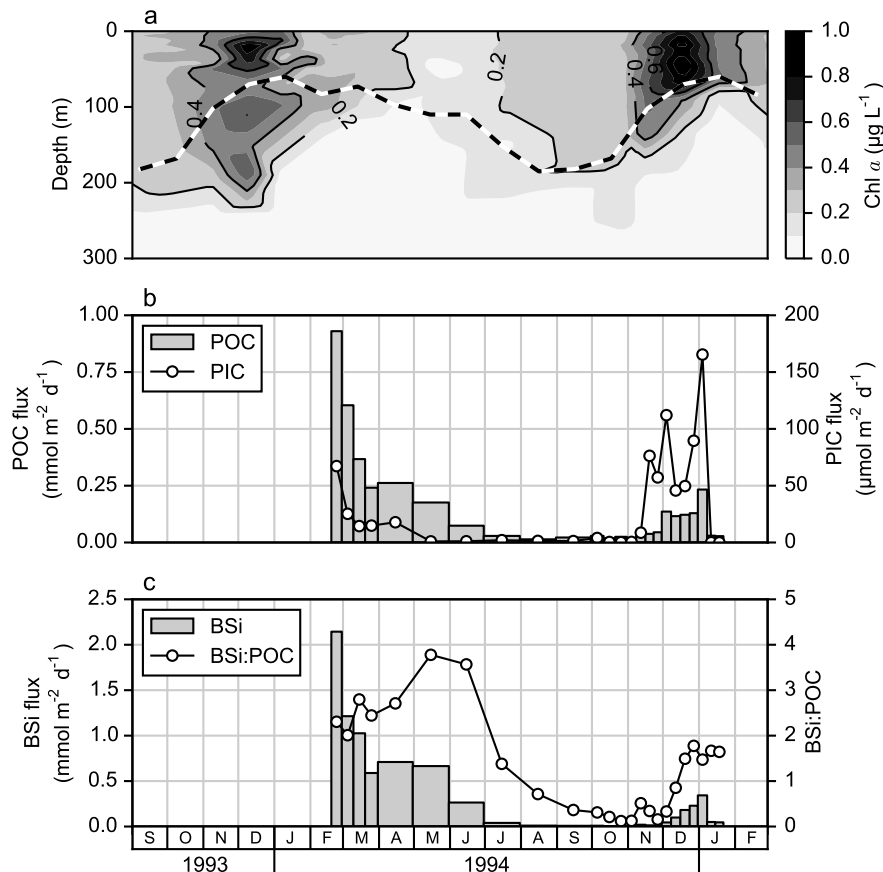 a
0
100
200
300
Depth (m)
0.4
0.2
0.2
0.4
0.6
1.0
0.8
0.6
0.4
0.2
0.0
Chl a (µg L⁻¹)
b
1.00
0.75
0.50
0.25
0.00
POC flux
(mmol m⁻² d⁻¹)
POC
PIC
200
150
100
50
0
PIC flux
(µmol m⁻² d⁻¹)
c
2.5
2.0
1.5
1.0
0.5
0.0
BSi flux
(mmol m⁻² d⁻¹)
BSi
BSi:POC
5
4
3
2
1
0
BSi:POC
S O N D J F M A M J J A S O N D J F
1993 1994